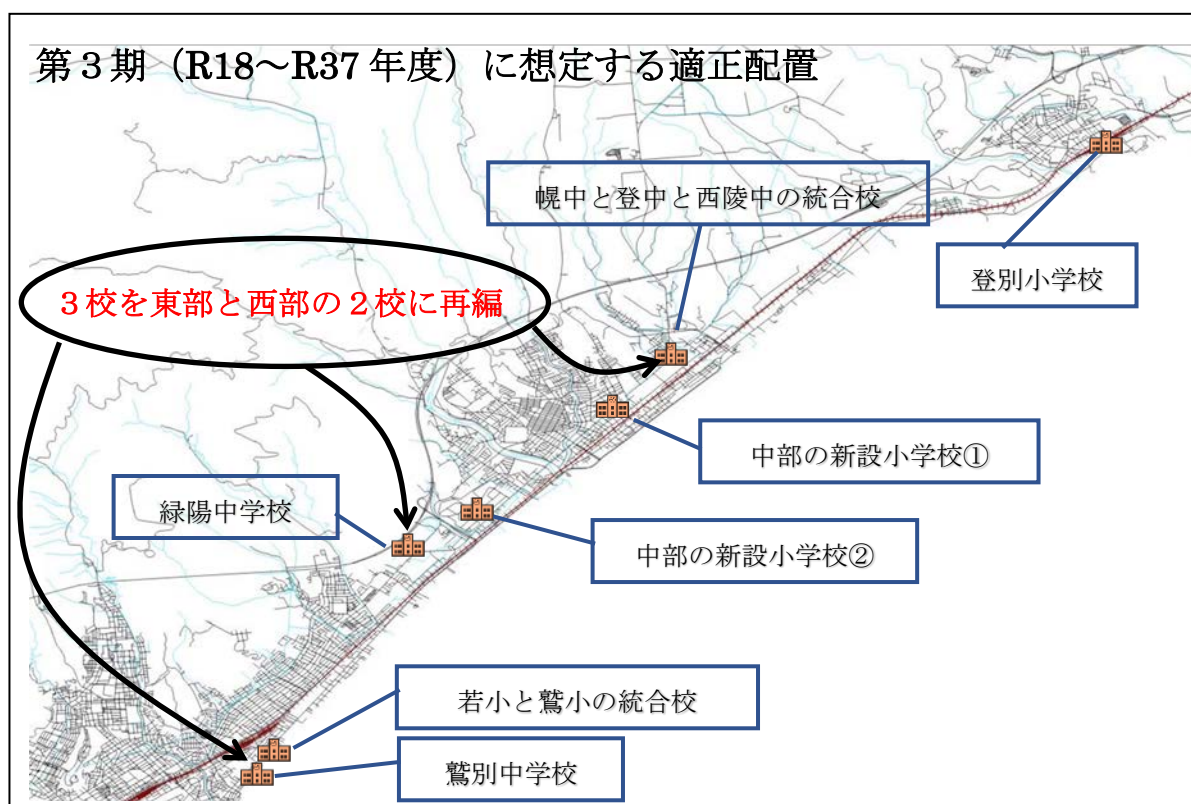 第３期（R18～R37 年度）に想定する適正配置
幌中と登中と西陵中の統合校
登別小学校
３校を東部と西部の２校に再編
中部の新設小学校①
緑陽中学校
中部の新設小学校②
若小と鷲小の統合校
鷲別中学校